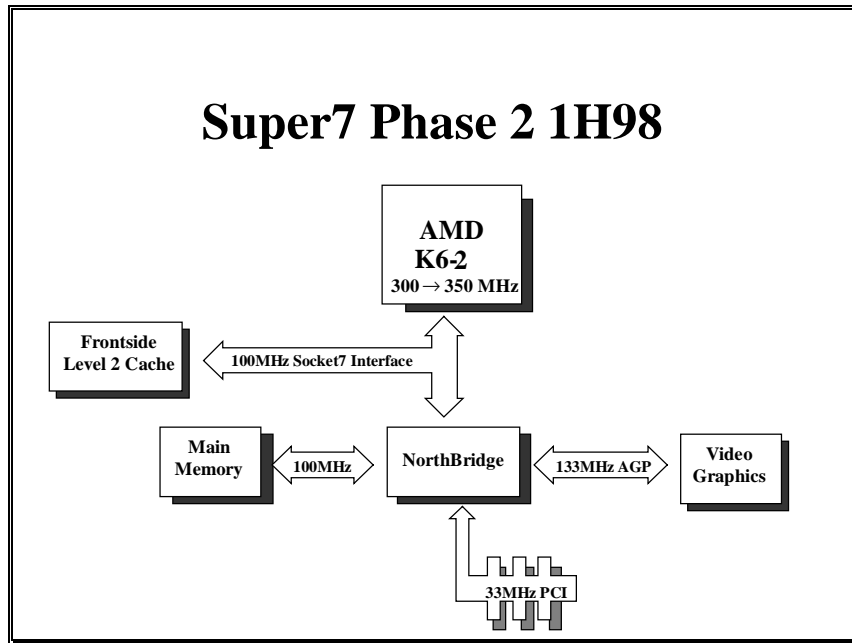 Super7 Phase 2 1H98
AMD
K6-2
300 → 350 MHz
Frontside
Level 2 Cache
100MHz Socket7 Interface
Main
Memory
100MHz
NorthBridge
133MHz AGP
Video
Graphics
33MHz PCI